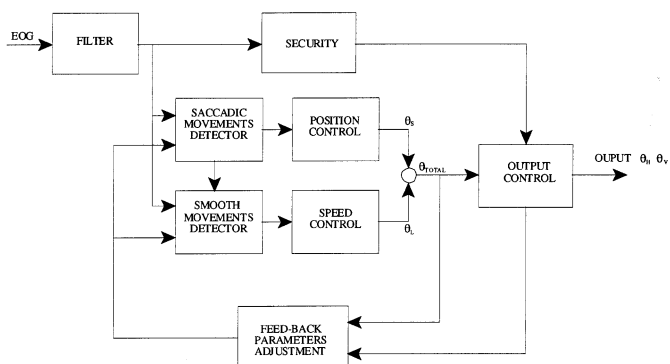 EOG
FILTER
SECURITY
SACCADIC
MOVEMENTS
DETECTOR
POSITION
CONTROL
θS
θTOTAL
OUTPUT
CONTROL
OUPUT θH θV
SMOOTH
MOVEMENTS
DETECTOR
SPEED
CONTROL
θL
FEED-BACK
PARAMETERS
ADJUSTMENT